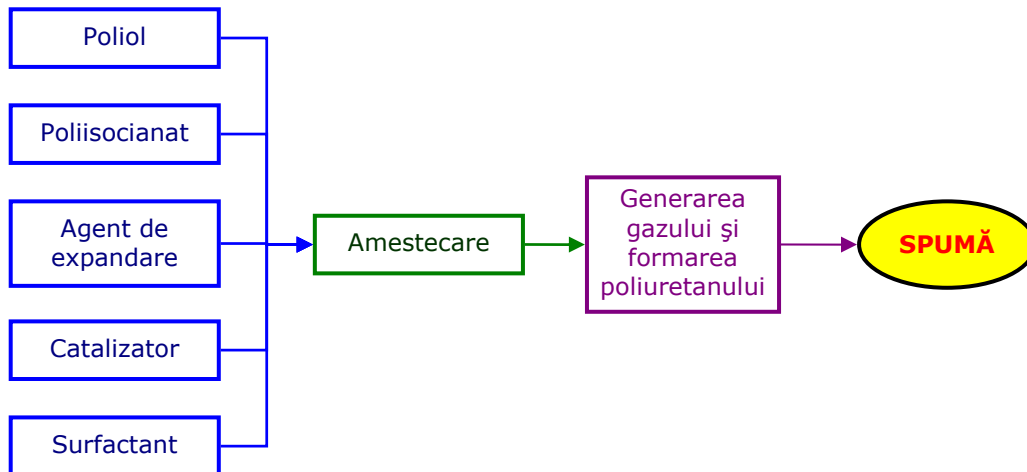 Poliol
Poliisocianat
Agent de
expandare
Catalizator
Surfactant
Amestecare
Generarea
gazului şi
formarea
poliuretanului
SPUMĂ